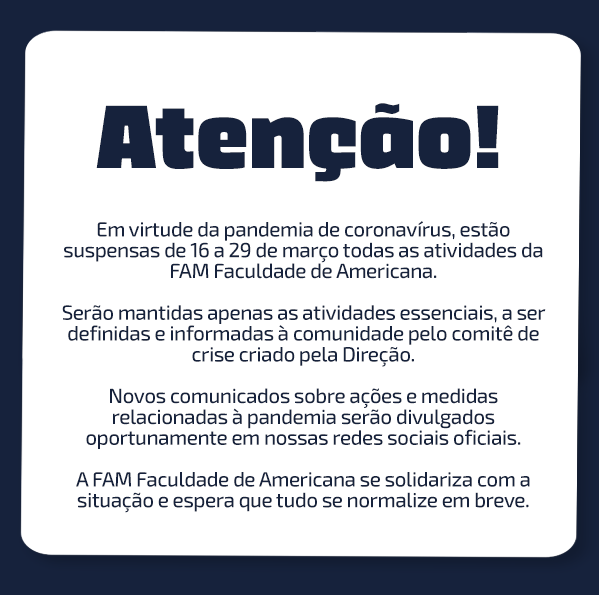 Atenção!
Em virtude da pandemia de coronavírus, estão
suspensas de 16 a 29 de março todas as atividades da
FAM Faculdade de Americana.
Serão mantidas apenas as atividades essenciais, a ser
definidas e informadas à comunidade pelo comitê de
crise criado pela Direção.
Novos comunicados sobre ações e medidas
relacionadas à pandemia serão divulgados
oportunamente em nossas redes sociais oficiais.
A FAM Faculdade de Americana se solidariza com a
situação e espera que tudo se normalize em breve.